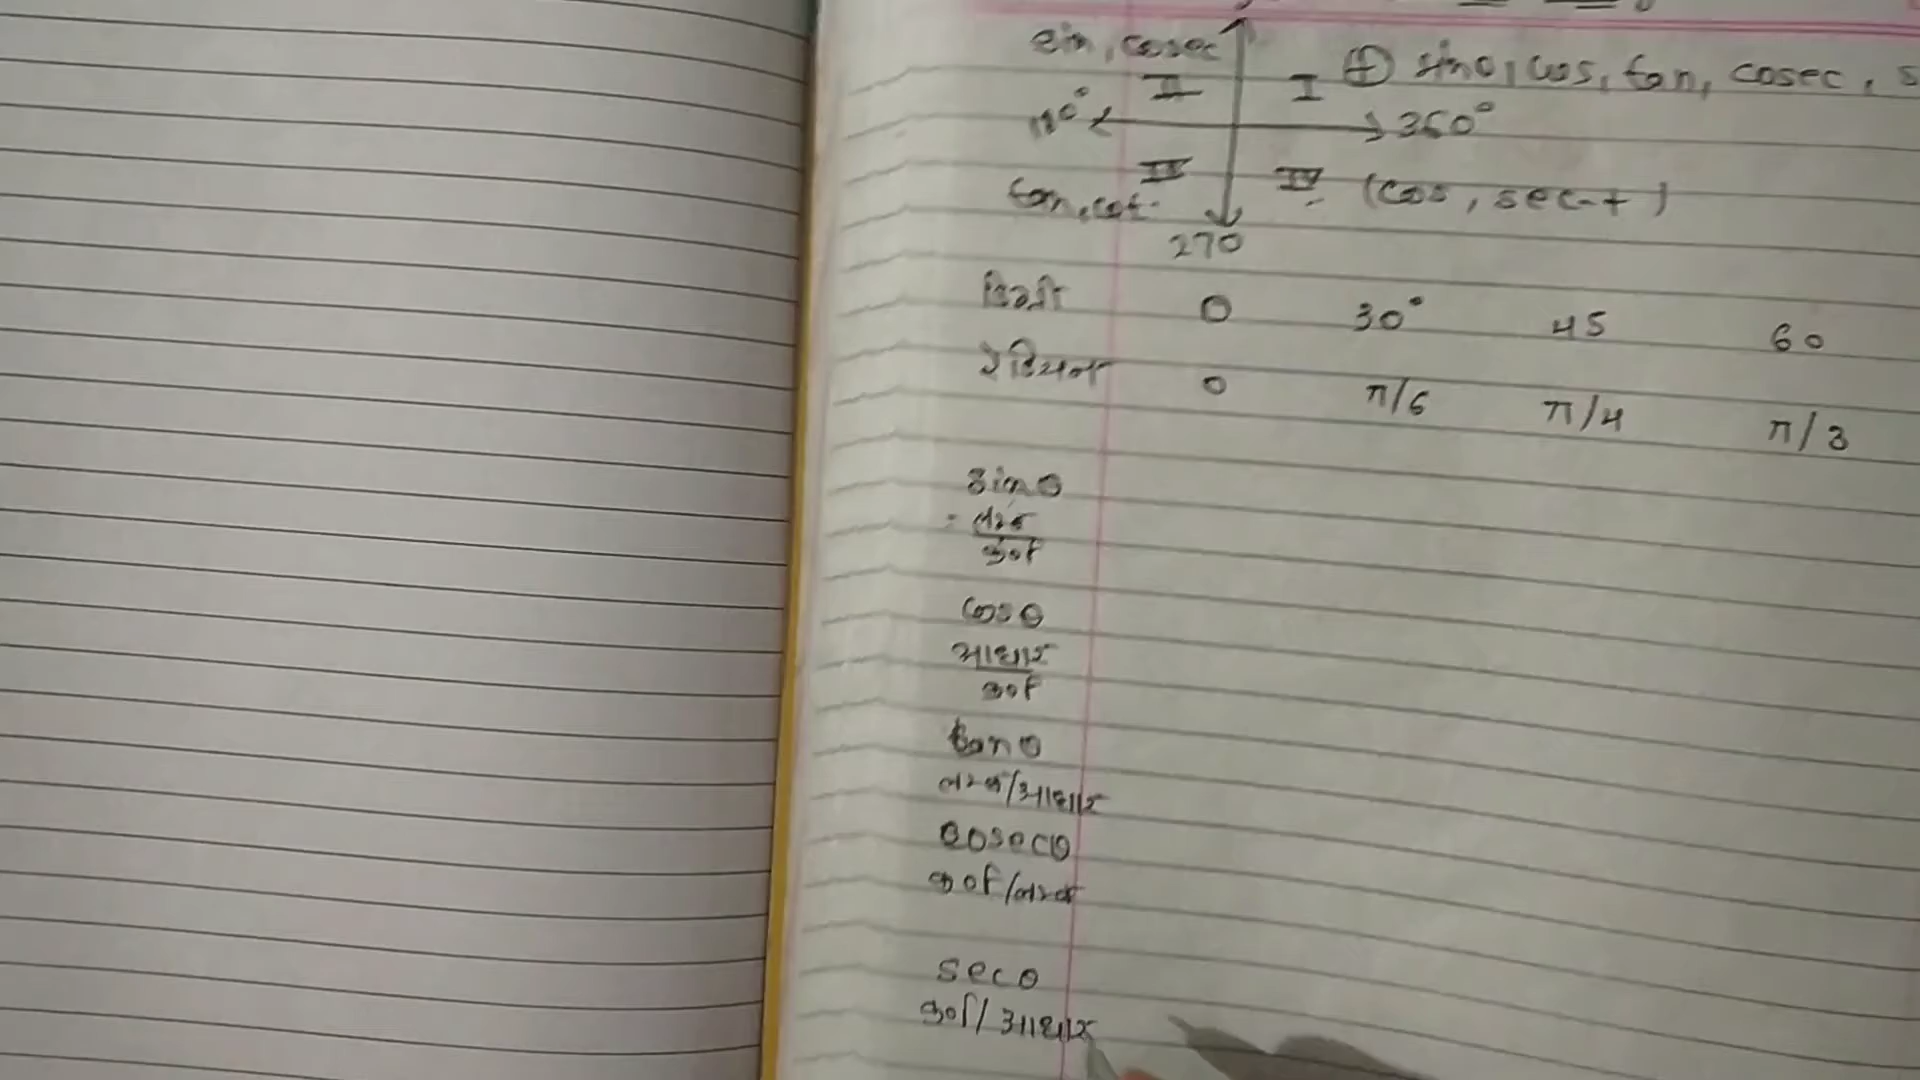 sin, cosec
I ⊕ sinθ, cos, tan, cosec, s
II
180° 360°
III
IV (cos, sec +)
tan, cot
270
डिग्री 0 30° 45 60
रेडियन 0 π/6 π/4 π/3
sinθ
= लम्ब
कर्ण
cosθ
आधार
कर्ण
tanθ
लम्ब/आधार
cosecθ
कर्ण/लम्ब
secθ
कर्ण/आधार